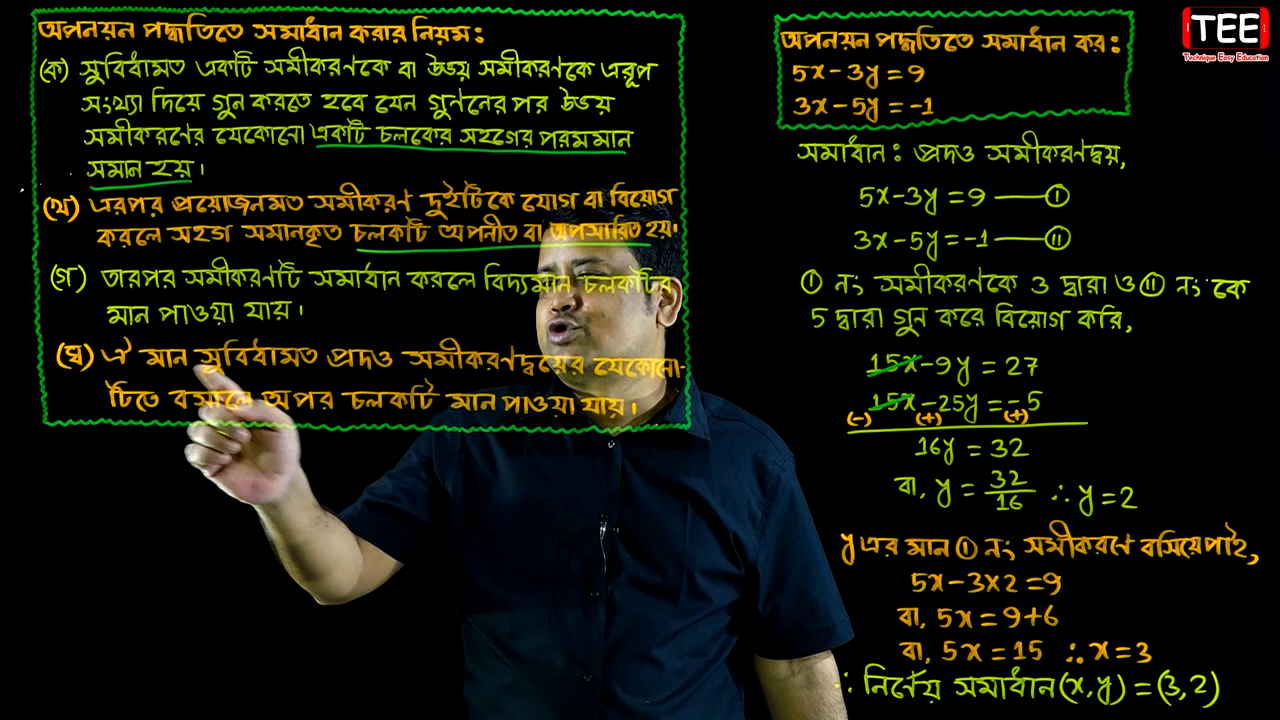 অপনয়ন পদ্ধতিতে সমাধান করার নিয়ম:
(ক) সুবিধামত একটি সমীকরণকে বা উভয় সমীকরণকে এরূপ
সংখ্যা দিয়ে গুন করতে হবে যেন গুণনের পর উভয়
সমীকরণের যেকোনো একটি চলকের সহগের পরমমান
সমান হয়।
(খ) এরপর প্রয়োজনমত সমীকরণ দুইটিকে যোগ বা বিয়োগ
করলে সহগ সমানকৃত চলকটি অপনীত বা অপসারিত হয়।
(গ) তারপর সমীকরণটি সমাধান করলে বিদ্যমান চলকটির
মান পাওয়া যায়।
(ঘ) ঐ মান সুবিধামত প্রদত্ত সমীকরণদ্বয়ের যেকোনো-
টিতে বসালে অপর চলকটি মান পাওয়া যায়।
TEE
Technique Easy Education
অপনয়ন পদ্ধতিতে সমাধান কর:
5x-3y=9
3x-5y=-1
সমাধান: প্রদত্ত সমীকরণদ্বয়,
5x-3y=9 — (i)
3x-5y=-1 — (ii)
(i) নং সমীকরণকে 3 দ্বারা ও (ii) নং কে
5 দ্বারা গুন করে বিয়োগ করি,
15x-9y=27
15x-25y=-5
(-) (+) (+)
16y=32
বা, y=32/16 ∴ y=2
y এর মান (i) নং সমীকরণে বসিয়ে পাই,
5x-3×2=9
বা, 5x=9+6
বা, 5x=15 ∴ x=3
∴ নির্ণেয় সমাধান (x,y)=(3,2)